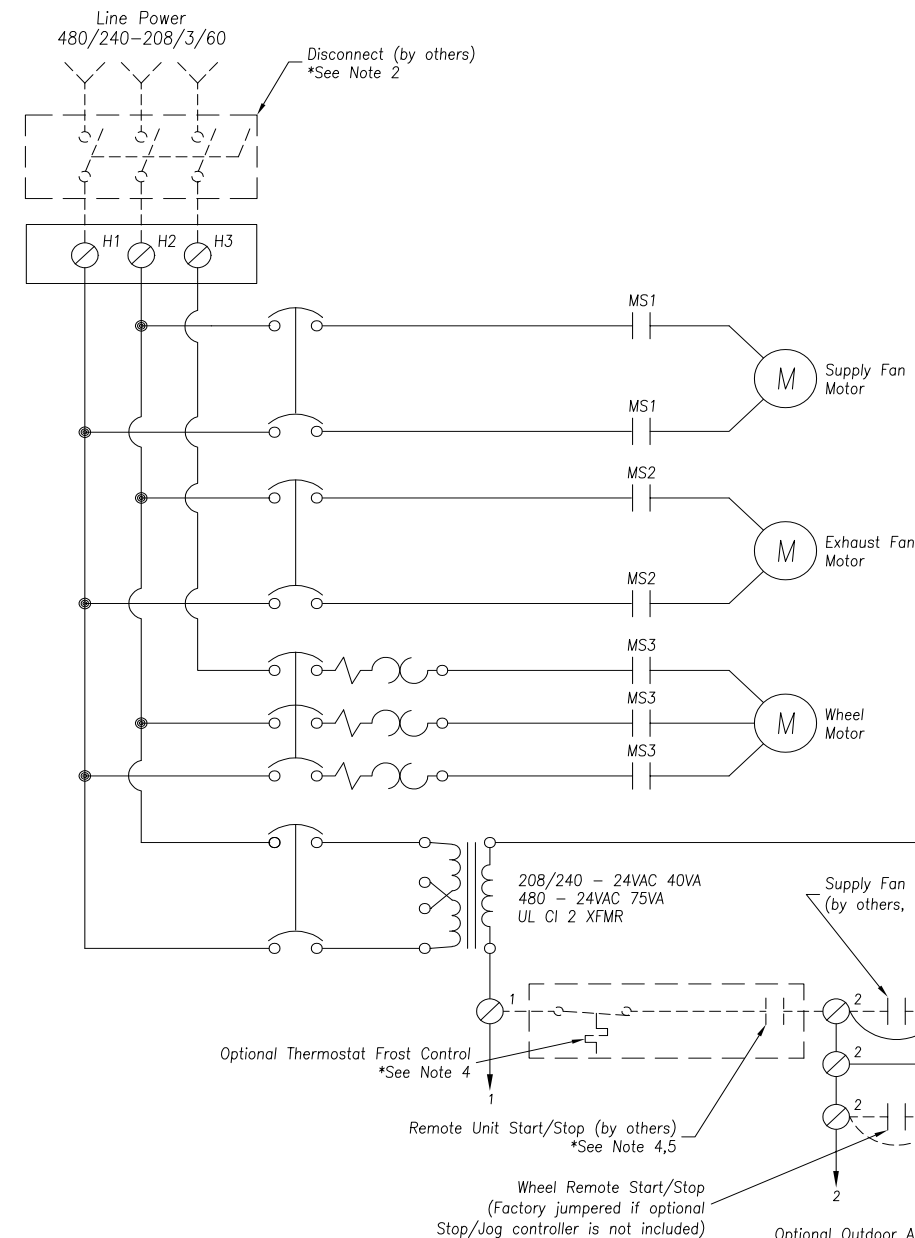 Line Power
480/240-208/3/60
Disconnect (by others)
*See Note 2
H1
H2
H3
MS1
Supply Fan
Motor
MS1
MS2
Exhaust Fan
Motor
MS2
MS3
MS3
Wheel
Motor
MS3
208/240 - 24VAC 40VA
480 - 24VAC 75VA
UL Cl 2 XFMR
Supply Fan
(by others,
1
2
Optional Thermostat Frost Control
*See Note 4
2
1
2
Remote Unit Start/Stop (by others)
*See Note 4,5
Wheel Remote Start/Stop
(Factory jumpered if optional
Stop/Jog controller is not included)
2
Optional Outdoor A